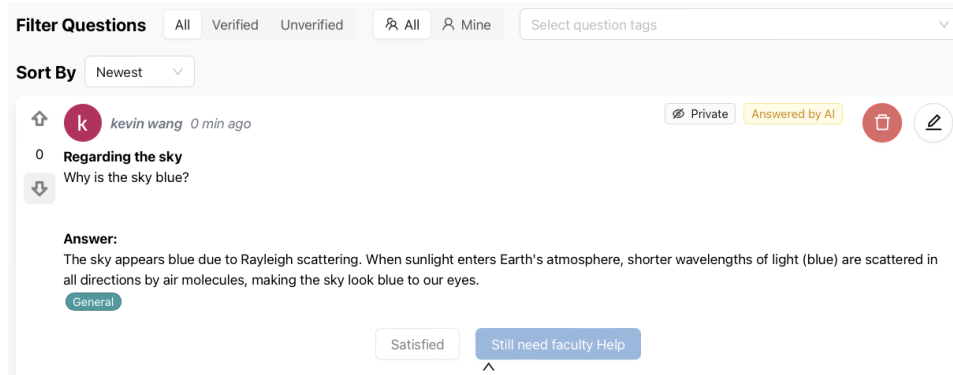 Filter Questions All Verified Unverified All Mine Select question tags
Sort By Newest
k kevin wang 0 min ago Private Answered by AI
0 Regarding the sky
Why is the sky blue?
Answer:
The sky appears blue due to Rayleigh scattering. When sunlight enters Earth's atmosphere, shorter wavelengths of light (blue) are scattered in
all directions by air molecules, making the sky look blue to our eyes.
General
Satisfied Still need faculty Help